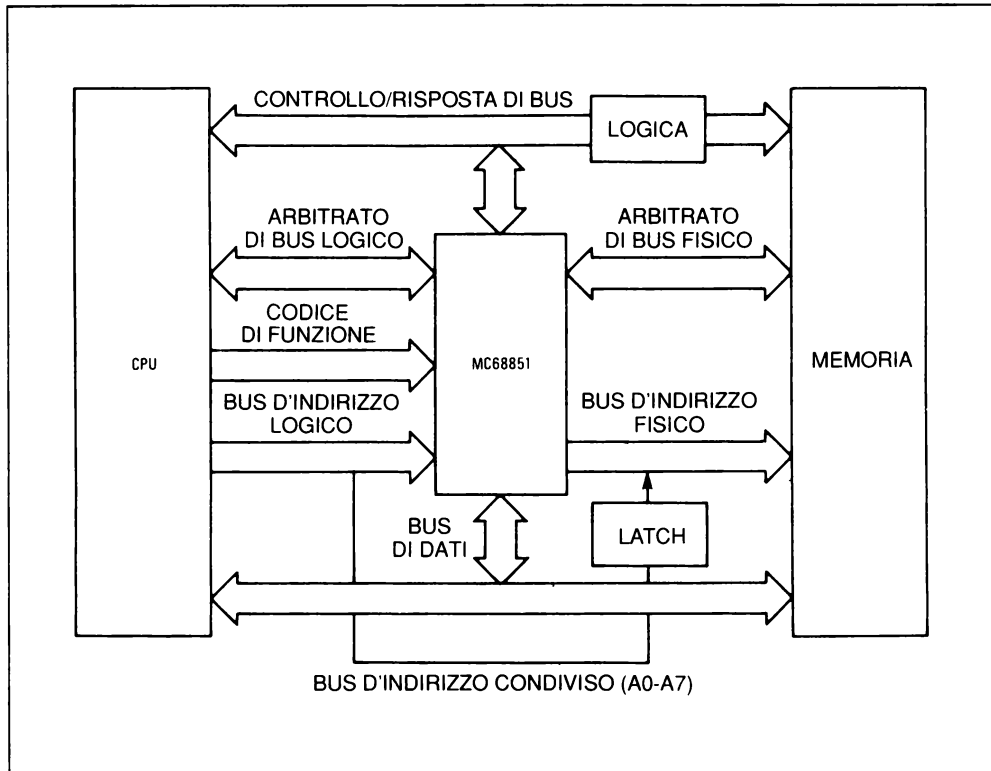 CONTROLLO/RISPOSTA DI BUS
LOGICA
ARBITRATO
DI BUS LOGICO
ARBITRATO
DI BUS FISICO
CODICE
DI FUNZIONE
CPU
MC68851
MEMORIA
BUS D'INDIRIZZO
LOGICO
BUS D'INDIRIZZO
FISICO
BUS
DI DATI
LATCH
BUS D'INDIRIZZO CONDIVISO (A0-A7)